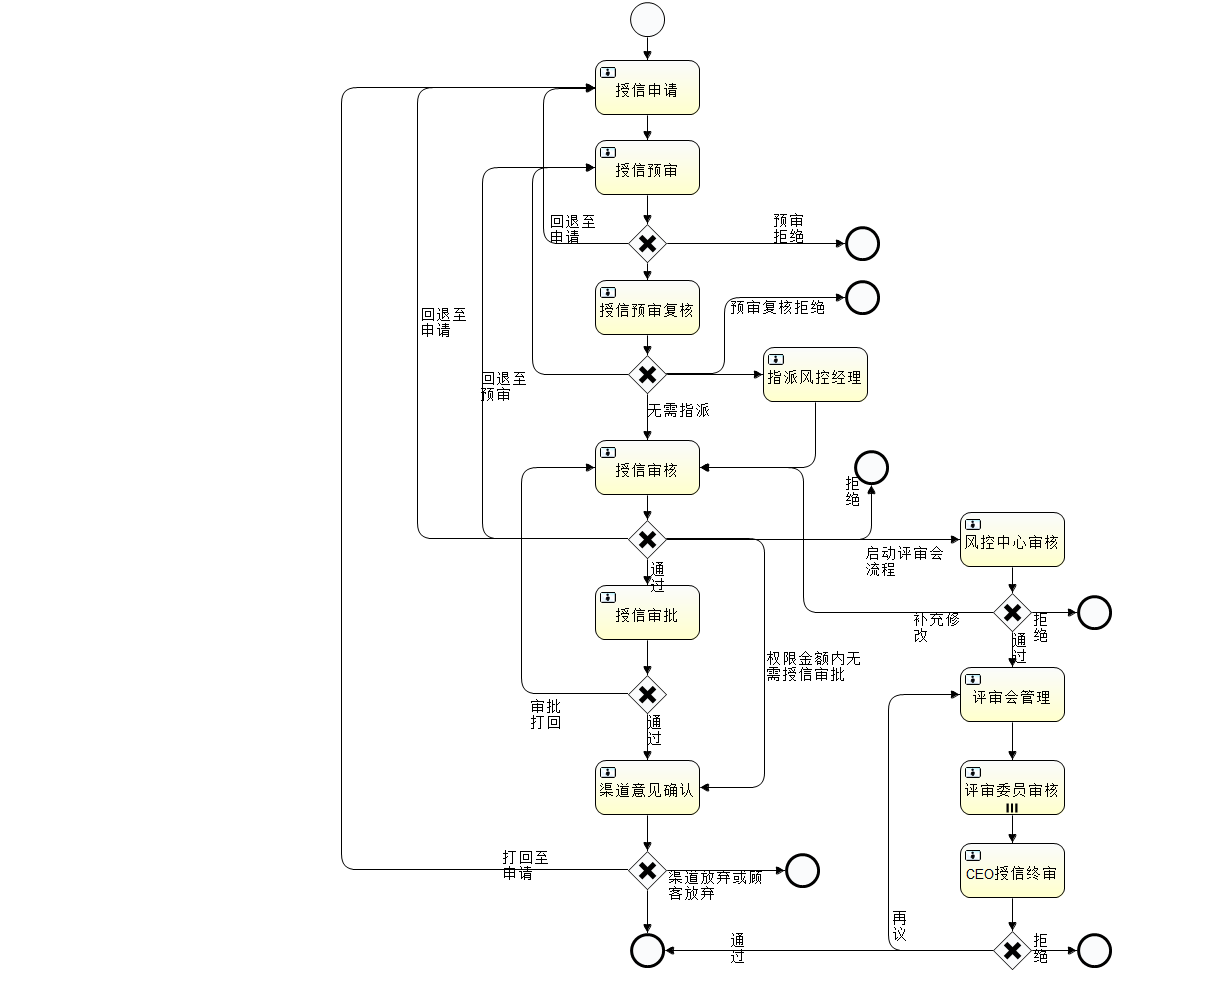 授信申请
授信预审
回退至
申请
预审
拒绝
授信预审复核
预审复核拒绝
回退至
申请
指派风控经理
回退至
预审
无需指派
授信审核
拒
绝
启动评审会
流程
风控中心审核
通
过
授信审批
补充修
改
拒
绝
通
过
权限金额内无
需授信审批
评审会管理
审批
打回
通
过
渠道意见确认
评审委员审核
打回至
申请
渠道放弃或顾
客放弃
CEO授信终审
再
议
通
过
拒
绝